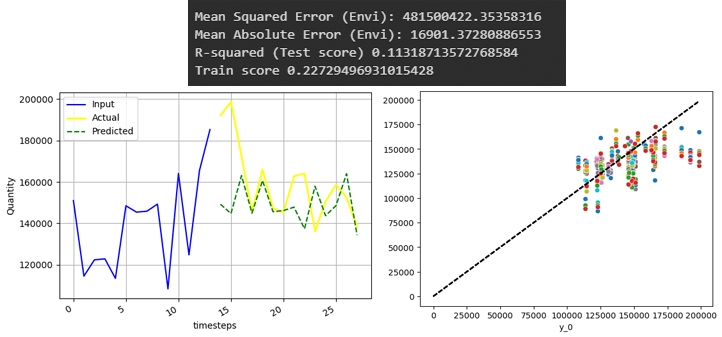 Mean Squared Error (Envi): 481500422.35358316
Mean Absolute Error (Envi): 16901.37280886553
R-squared (Test score) 0.11318713572768584
Train score 0.22729496931015428
200000
180000
160000
140000
120000
Quantity
Input
Actual
Predicted
0
5
10
15
20
25
timesteps
200000
175000
150000
125000
100000
75000
50000
25000
0
0
25000
50000
75000
100000
125000
150000
175000
200000
y_0